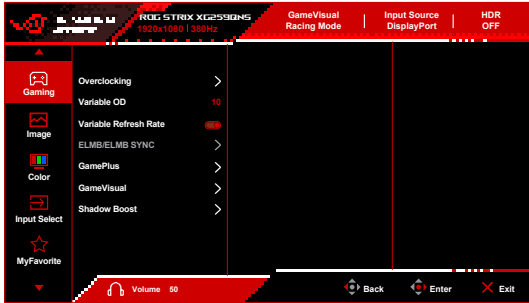 ROG STRIX XG259QNS
1920x1080 | 380Hz
GameVisual
Racing Mode
Input Source
DisplayPort
HDR
OFF
Gaming
Image
Color
Input Select
MyFavorite
Overclocking
Variable OD 10
Variable Refresh Rate
ELMB/ELMB SYNC
GamePlus
GameVisual
Shadow Boost
Volume 50
Back
Enter
Exit